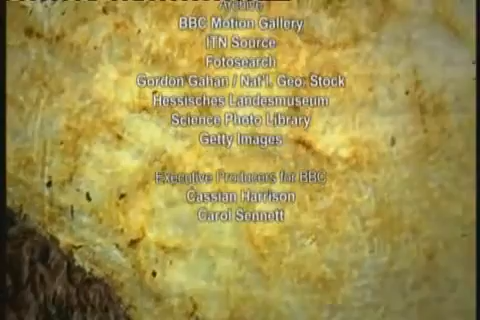 Archive
BBC Motion Gallery
ITN Source
Fotosearch
Gordon Gahan / Nat'l. Geo. Stock
Hessisches Landesmuseum
Science Photo Library
Getty Images
Executive Producers for BBC
Cassian Harrison
Carol Sennett